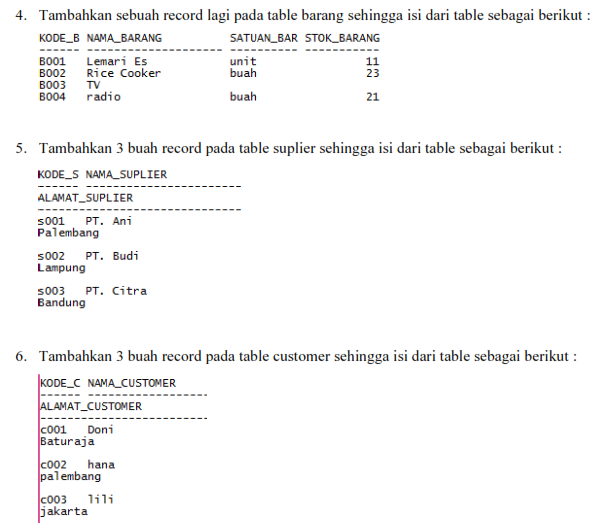 4. Tambahkan sebuah record lagi pada table barang sehingga isi dari table sebagai berikut :
KODE_B NAMA_BARANG SATUAN_BAR STOK_BARANG
------ -------------------- ---------- -----------
B001 Lemari Es unit 11
B002 Rice Cooker buah 23
B003 TV
B004 radio buah 21
5. Tambahkan 3 buah record pada table suplier sehingga isi dari table sebagai berikut :
KODE_S NAMA_SUPLIER
------ -----------------------
ALAMAT_SUPLIER
------------------------------
s001 PT. Ani
Palembang
s002 PT. Budi
Lampung
s003 PT. Citra
Bandung
6. Tambahkan 3 buah record pada table customer sehingga isi dari table sebagai berikut :
KODE_C NAMA_CUSTOMER
------ ------------------
ALAMAT_CUSTOMER
-------------------------
c001 Doni
Baturaja
c002 hana
palembang
c003 lili
jakarta